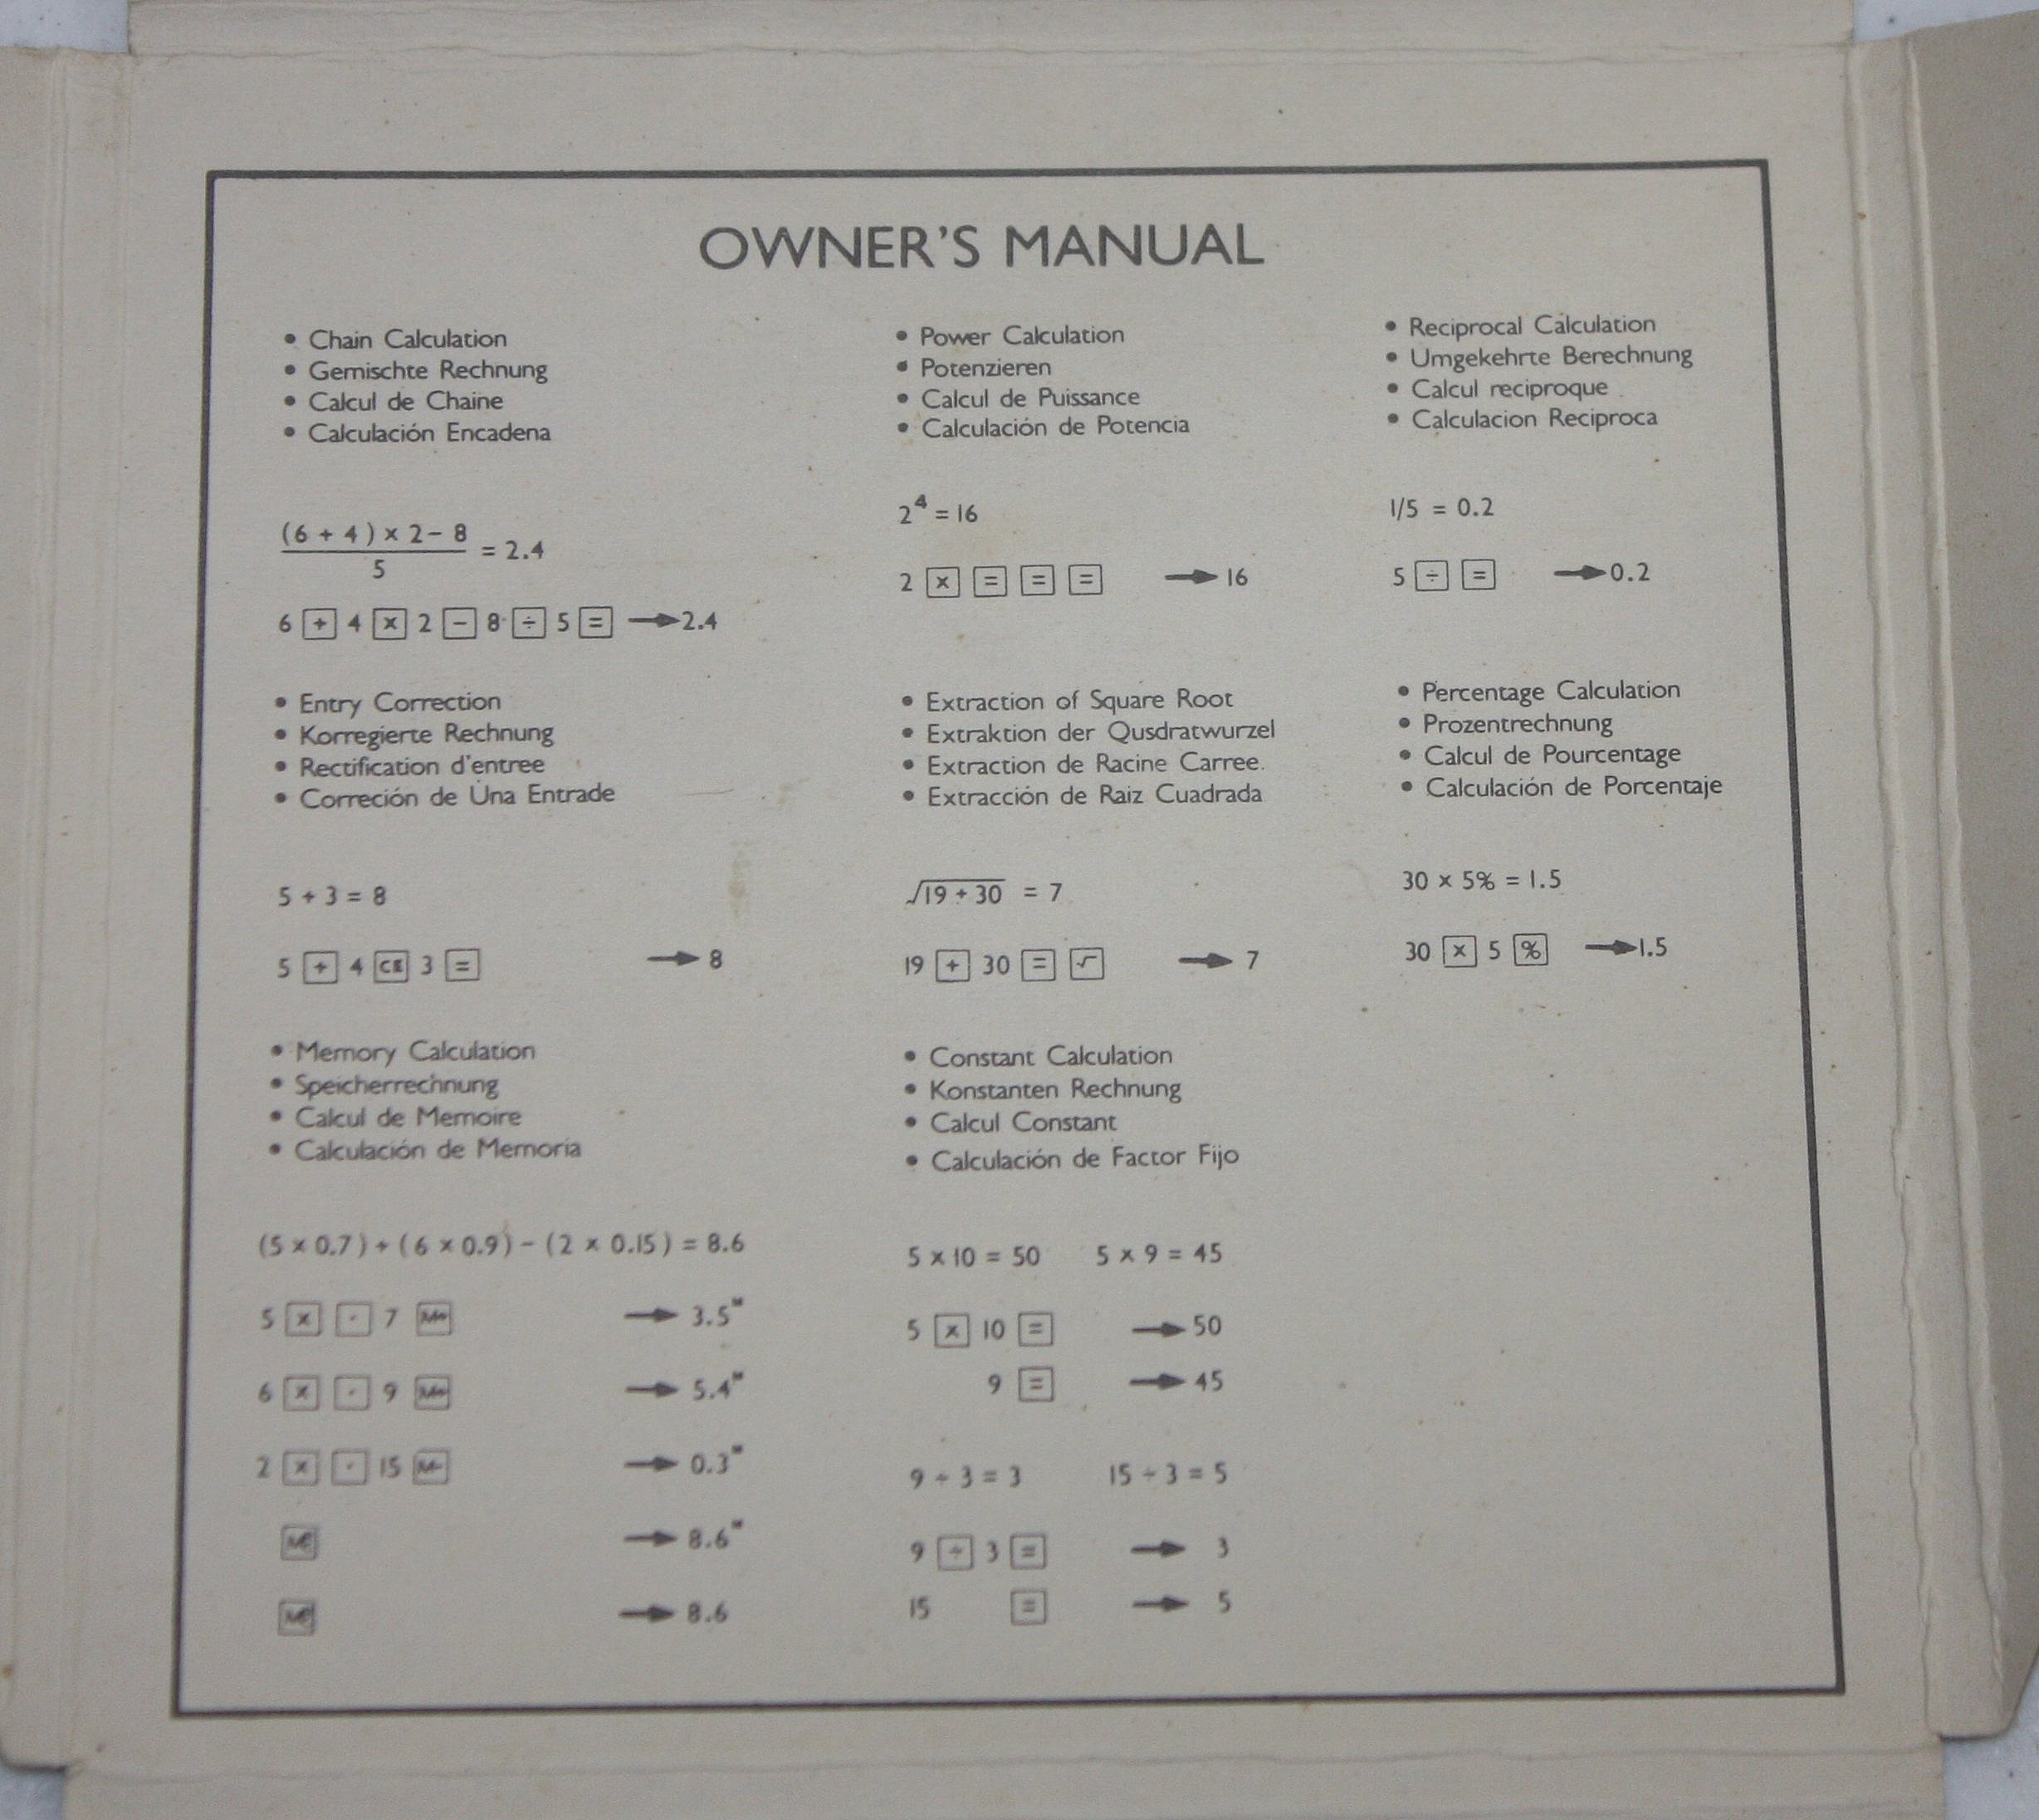 OWNER'S MANUAL
• Chain Calculation
• Gemischte Rechnung
• Calcul de Chaine
• Calculación Encadena
(6 + 4) × 2 − 8
5
= 2.4
6 + 4 × 2 − 8 ÷ 5 = → 2.4
• Entry Correction
• Korregierte Rechnung
• Rectification d'entree
• Correción de Una Entrade
5 + 3 = 8
5 + 4 CE 3 = → 8
• Memory Calculation
• Speicherrechnung
• Calcul de Memoire
• Calculación de Memoria
(5 × 0.7) + (6 × 0.9) − (2 × 0.15) = 8.6
5 × · 7 M+ → 3.5ᴹ
6 × · 9 M+ → 5.4ᴹ
2 × · 15 M- → 0.3ᴹ
→ 8.6ᴹ
→ 8.6
• Power Calculation
• Potenzieren
• Calcul de Puissance
• Calculación de Potencia
2⁴ = 16
2 × = = = → 16
• Extraction of Square Root
• Extraktion der Qusdratwurzel
• Extraction de Racine Carree.
• Extracción de Raiz Cuadrada
√19 + 30 = 7
19 + 30 = √ → 7
• Constant Calculation
• Konstanten Rechnung
• Calcul Constant
• Calculación de Factor Fijo
5 × 10 = 50 5 × 9 = 45
5 × 10 = → 50
9 = → 45
9 ÷ 3 = 3 15 ÷ 3 = 5
9 ÷ 3 = → 3
15 = → 5
• Reciprocal Calculation
• Umgekehrte Berechnung
• Calcul reciproque
• Calculacion Reciproca
1/5 = 0.2
5 ÷ = → 0.2
• Percentage Calculation
• Prozentrechnung
• Calcul de Pourcentage
• Calculación de Porcentaje
30 × 5% = 1.5
30 × 5 % → 1.5